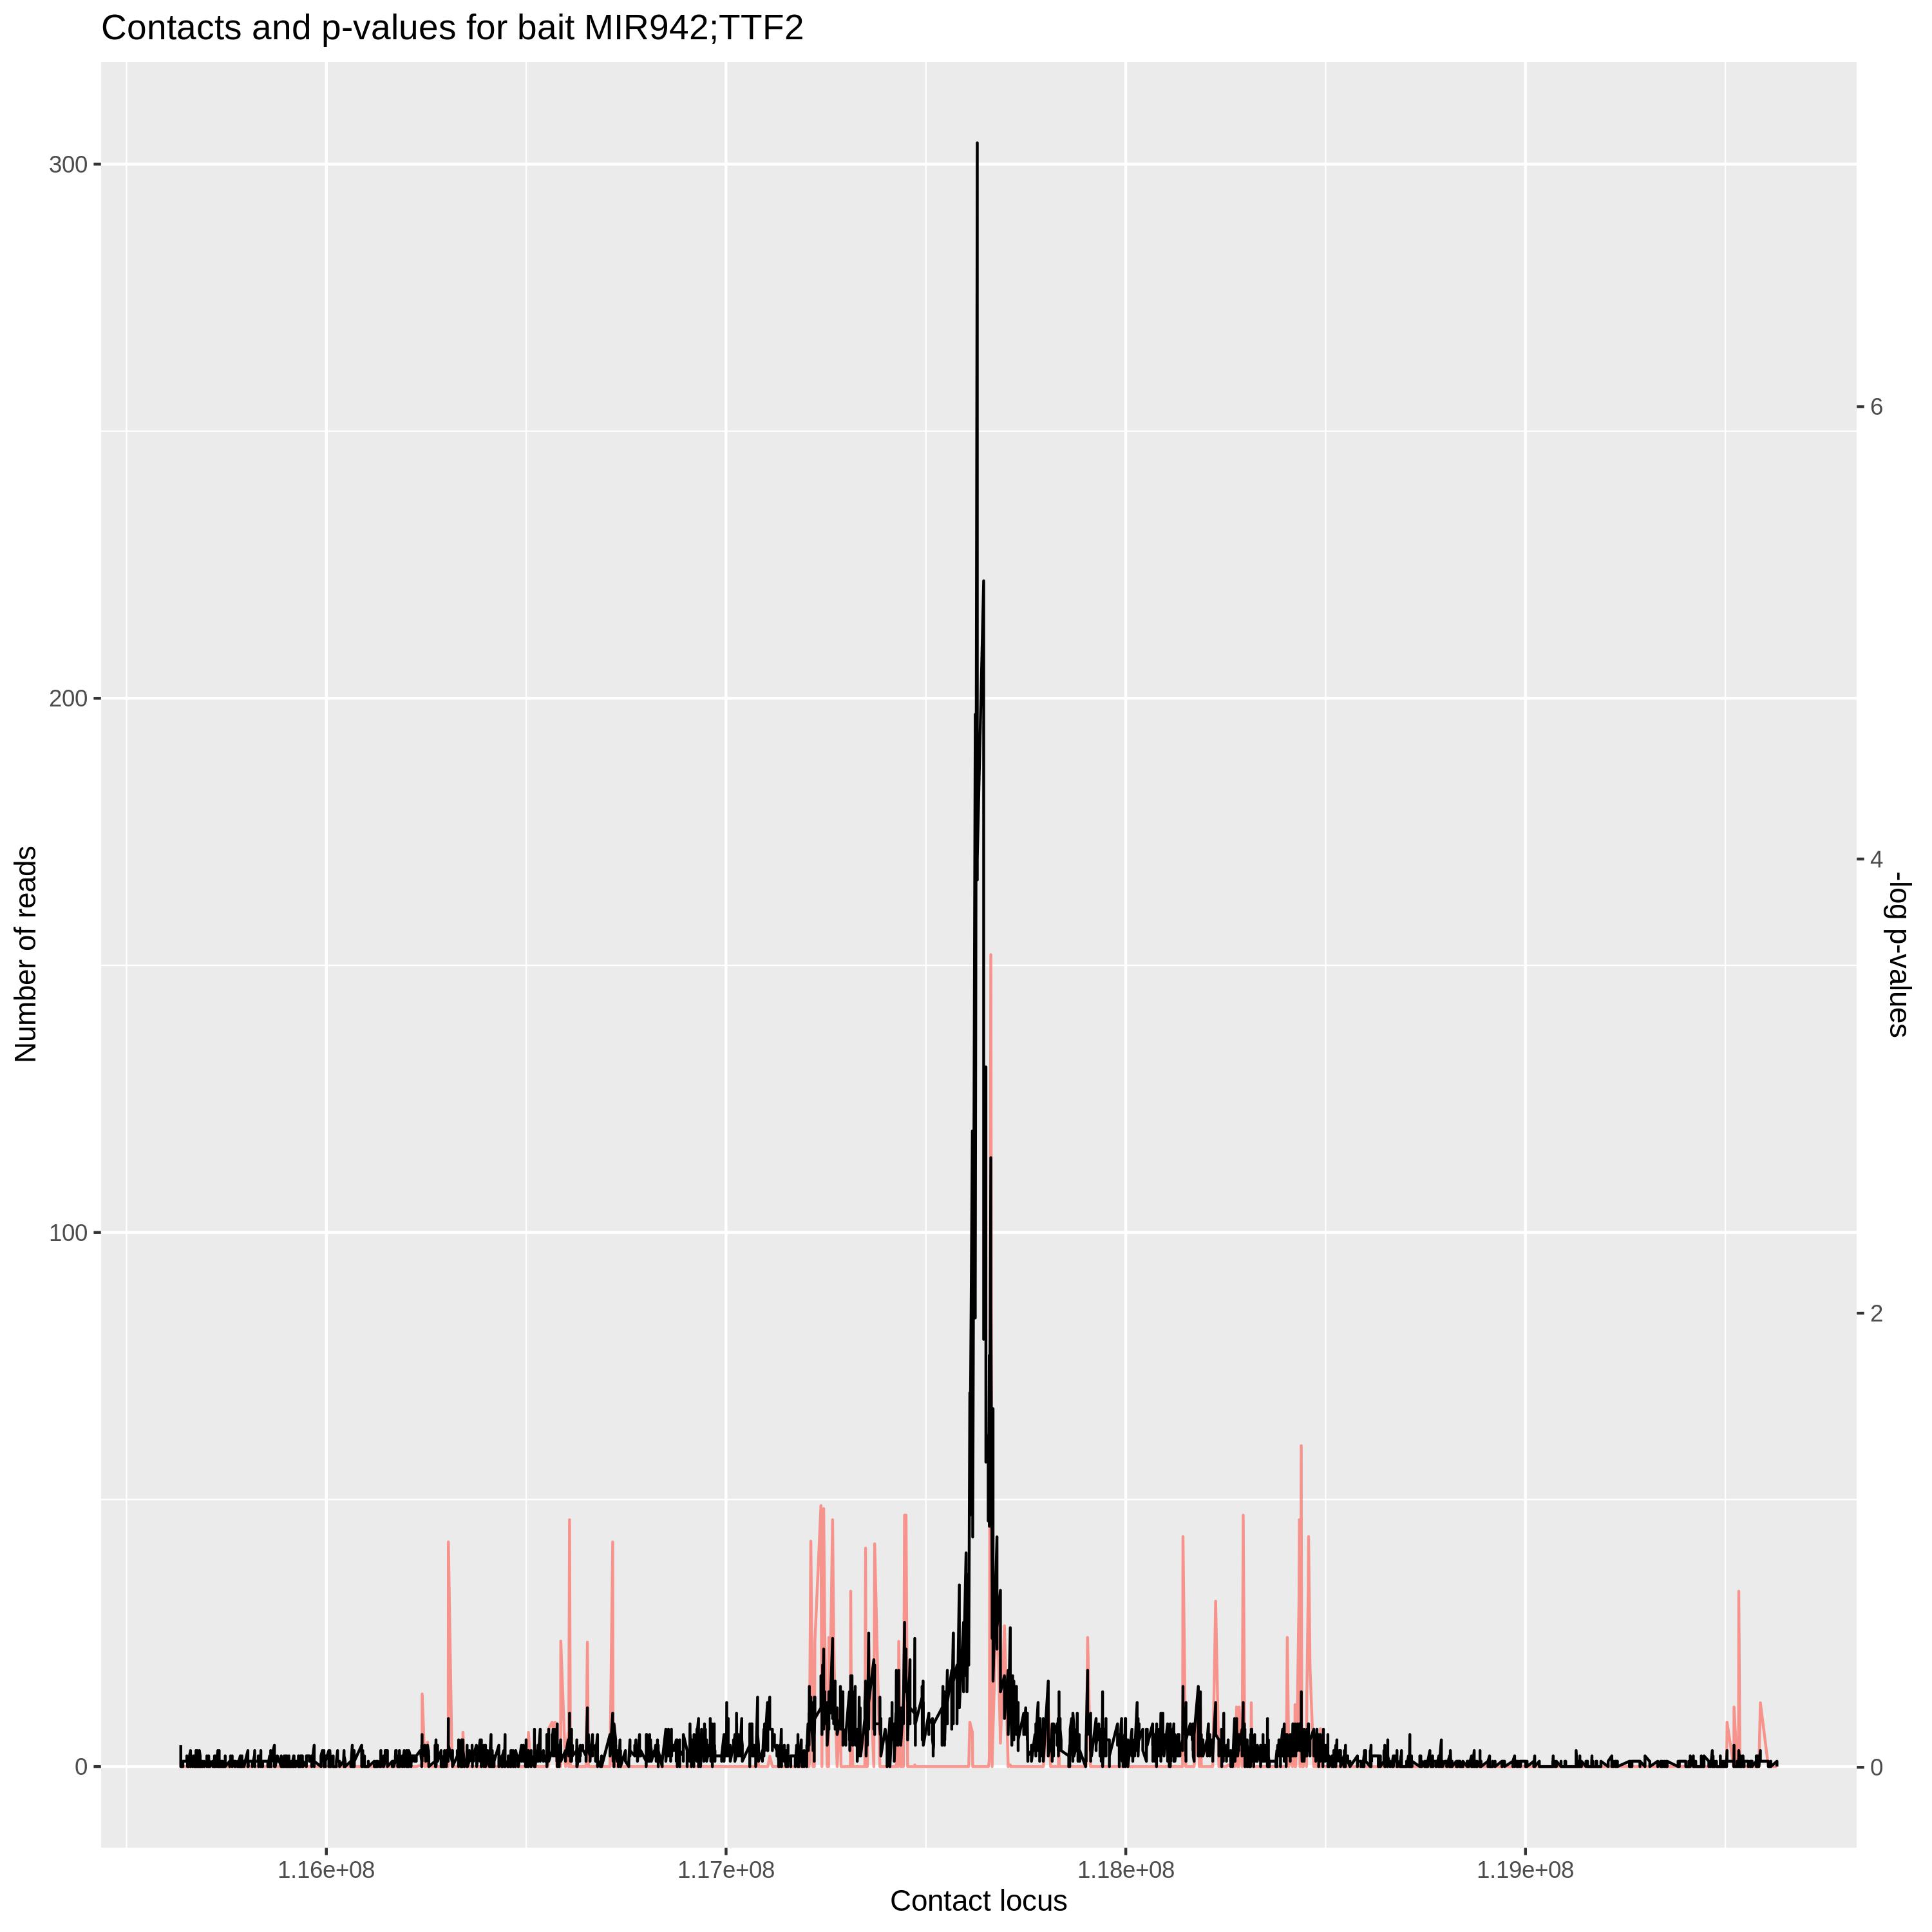 Contacts and p-values for bait MIR942;TTF2
300
200
100
0
Number of reads
6
4
2
0
-log p-values
1.16e+08
1.17e+08
1.18e+08
1.19e+08
Contact locus